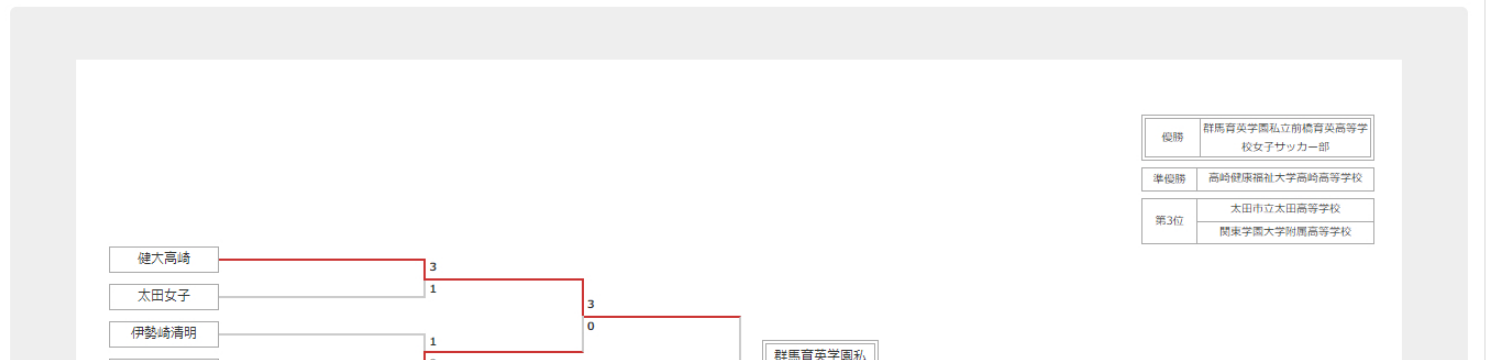 優勝
群馬育英学園私立前橋育英高等学
校女子サッカー部
準優勝
高崎健康福祉大学高崎高等学校
第3位
太田市立太田高等学校
関東学園大学附属高等学校
健大高崎
3
1
太田女子
3
0
伊勢崎清明
1
群馬育英学園私